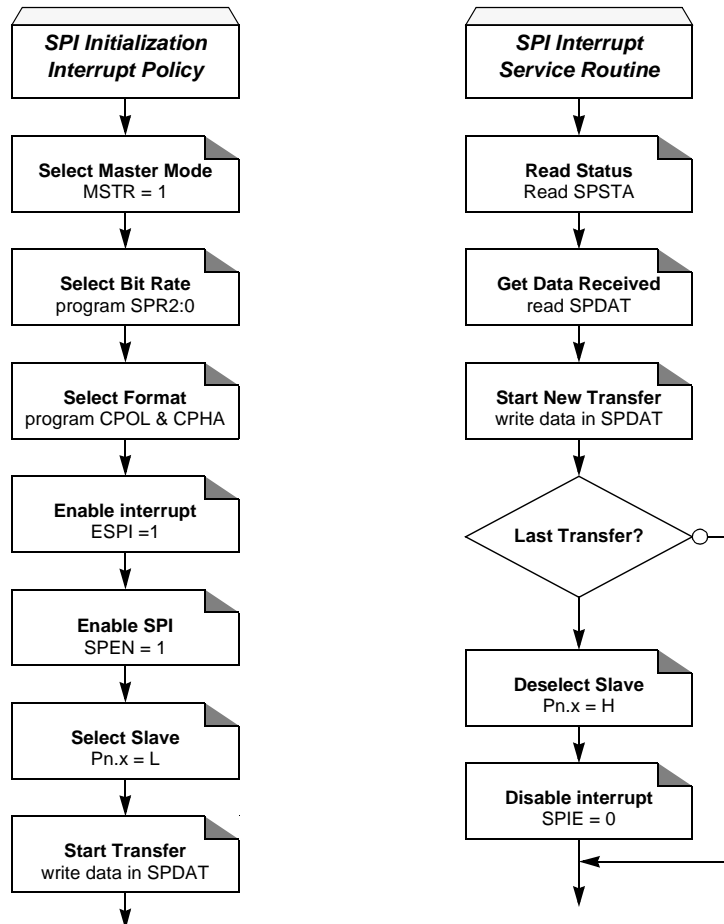 SPI Initialization
Interrupt Policy
Select Master Mode
MSTR = 1
Select Bit Rate
program SPR2:0
Select Format
program CPOL & CPHA
Enable interrupt
ESPI =1
Enable SPI
SPEN = 1
Select Slave
Pn.x = L
Start Transfer
write data in SPDAT
SPI Interrupt
Service Routine
Read Status
Read SPSTA
Get Data Received
read SPDAT
Start New Transfer
write data in SPDAT
Last Transfer?
Deselect Slave
Pn.x = H
Disable interrupt
SPIE = 0